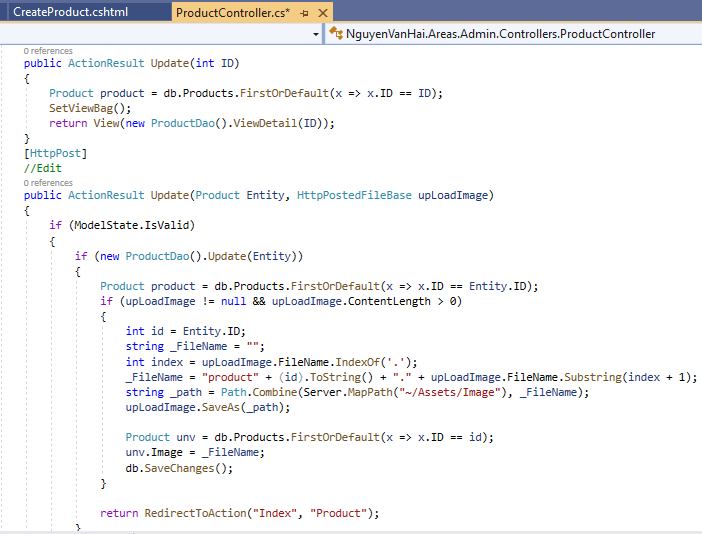 CreateProduct.cshtml
ProductController.cs*
NguyenVanHai.Areas.Admin.Controllers.ProductController
0 references
public ActionResult Update(int ID)
{
Product product = db.Products.FirstOrDefault(x => x.ID == ID);
SetViewBag();
return View(new ProductDao().ViewDetail(ID));
}
[HttpPost]
//Edit
0 references
public ActionResult Update(Product Entity, HttpPostedFileBase upLoadImage)
{
if (ModelState.IsValid)
{
if (new ProductDao().Update(Entity))
{
Product product = db.Products.FirstOrDefault(x => x.ID == Entity.ID);
if (upLoadImage != null && upLoadImage.ContentLength > 0)
{
int id = Entity.ID;
string _FileName = "";
int index = upLoadImage.FileName.IndexOf('.');
_FileName = "product" + (id).ToString() + "." + upLoadImage.FileName.Substring(index + 1);
string _path = Path.Combine(Server.MapPath("~/Assets/Image"), _FileName);
upLoadImage.SaveAs(_path);
Product unv = db.Products.FirstOrDefault(x => x.ID == id);
unv.Image = _FileName;
db.SaveChanges();
}
return RedirectToAction("Index", "Product");
}